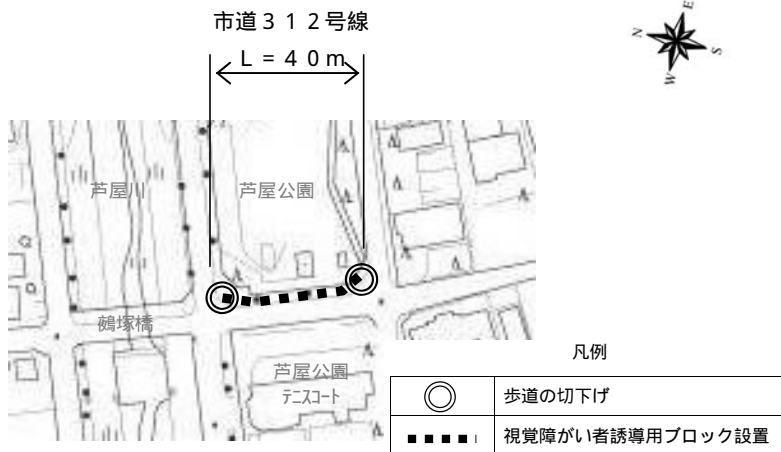 市道３１２号線
L = ４０m
N
E
S
W
芦屋川
芦屋公園
鵺塚橋
芦屋公園
テニスコート
凡例
歩道の切下げ
視覚障がい者誘導用ブロック設置